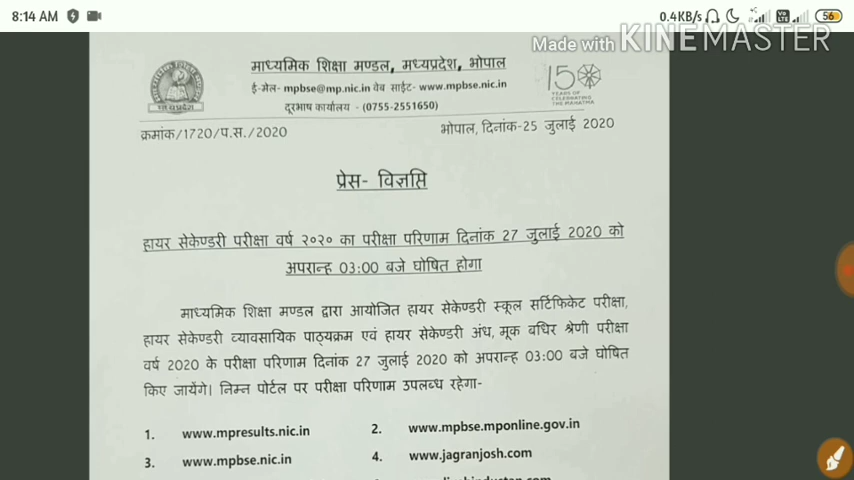 8:14 AM
0.4KB/s 4G 56
Made with KINEMASTER
माध्यमिक शिक्षा मण्डल, मध्यप्रदेश, भोपाल
ई-मेल- mpbse@mp.nic.in वेब साईट- www.mpbse.nic.in
दूरभाष कार्यालय - (0755-2551650)
150
YEARS OF
CELEBRATING
THE MAHATMA
क्रमांक/1720/प.स./2020
भोपाल, दिनांक-25 जुलाई 2020
प्रेस- विज्ञप्ति
हायर सेकेण्डरी परीक्षा वर्ष २०२० का परीक्षा परिणाम दिनांक 27 जुलाई 2020 को
अपरान्ह 03:00 बजे घोषित होगा
माध्यमिक शिक्षा मण्डल द्वारा आयोजित हायर सेकेण्डरी स्कूल सर्टिफिकेट परीक्षा,
हायर सेकेण्डरी व्यावसायिक पाठ्यक्रम एवं हायर सेकेण्डरी अंध, मूक बधिर श्रेणी परीक्षा
वर्ष 2020 के परीक्षा परिणाम दिनांक 27 जुलाई 2020 को अपरान्ह 03:00 बजे घोषित
किए जायेंगे। निम्न पोर्टल पर परीक्षा परिणाम उपलब्ध रहेगा-
1. www.mpresults.nic.in 2. www.mpbse.mponline.gov.in
3. www.mpbse.nic.in 4. www.jagranjosh.com